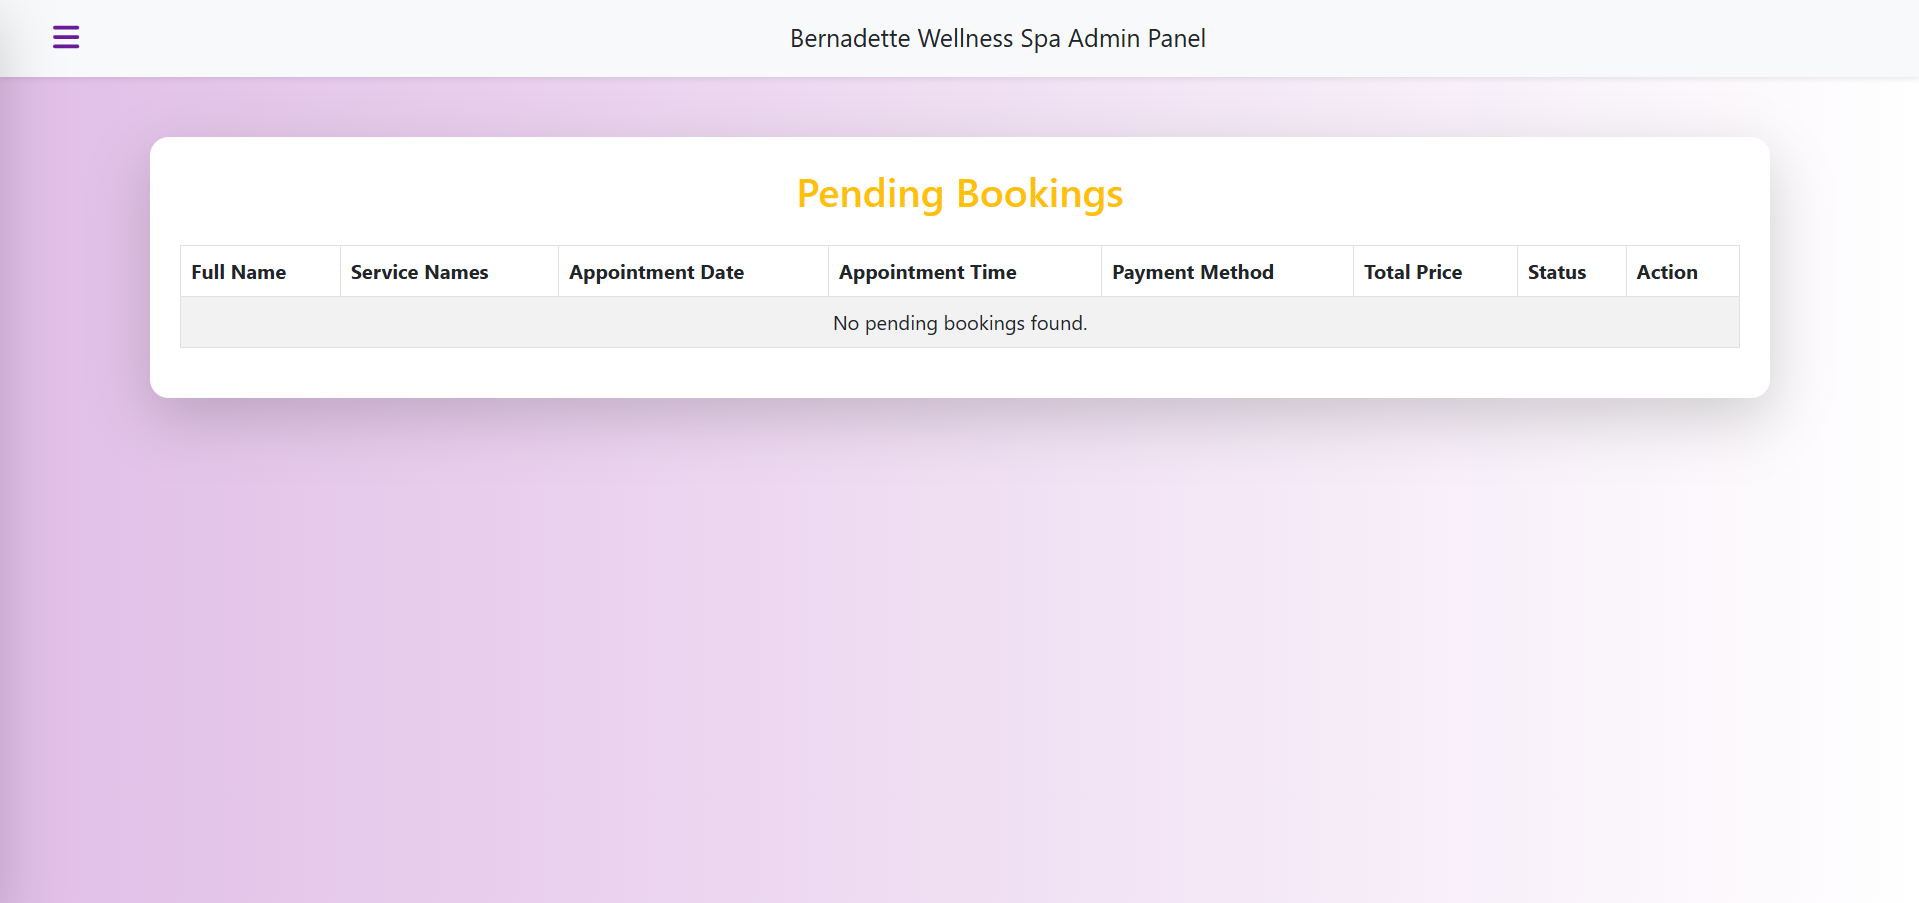 Bernadette Wellness Spa Admin Panel
Pending Bookings
Full Name Service Names Appointment Date Appointment Time Payment Method Total Price Status Action
No pending bookings found.